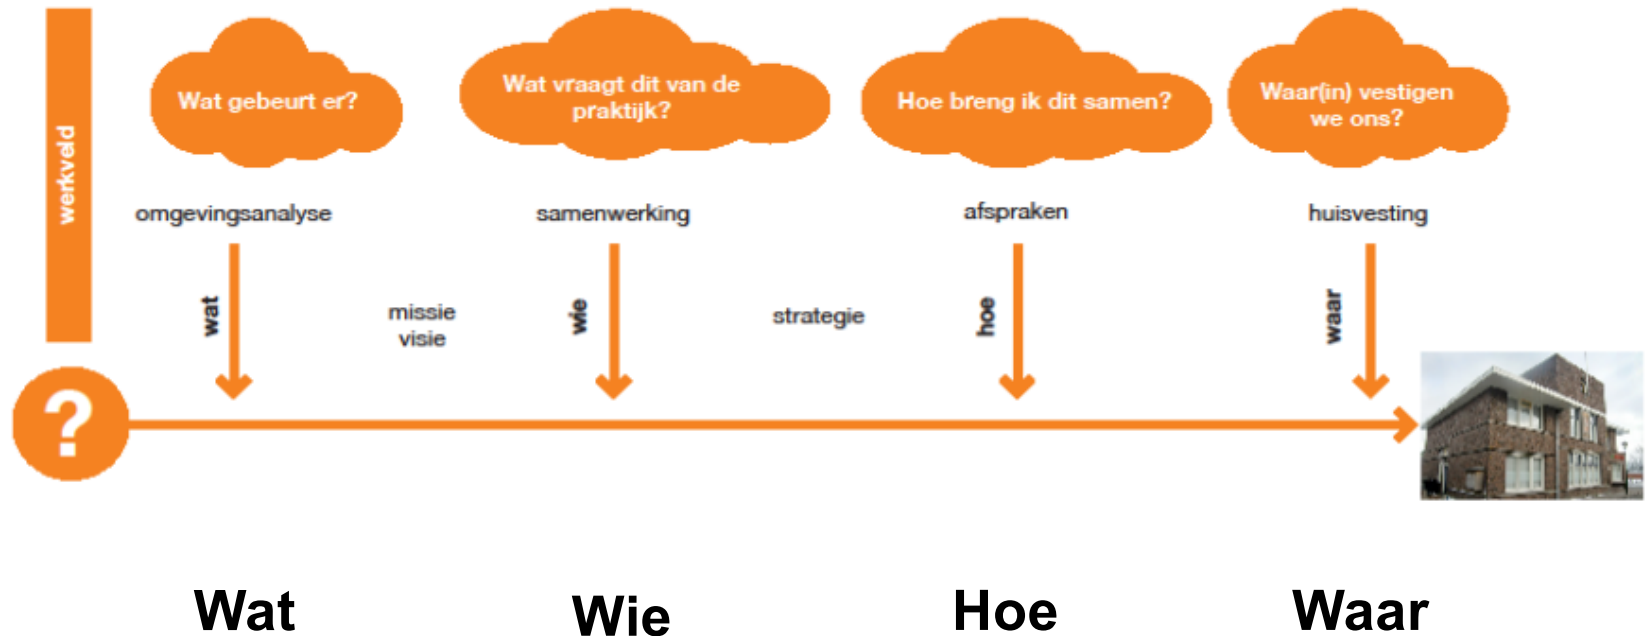 werkveld
Wat gebeurt er?
Wat vraagt dit van de
praktijk?
Hoe breng ik dit samen?
Waar(in) vestigen
we ons?
omgevingsanalyse
samenwerking
afspraken
huisvesting
wat
missie
visie
wie
strategie
hoe
waar
?
Wat
Wie
Hoe
Waar